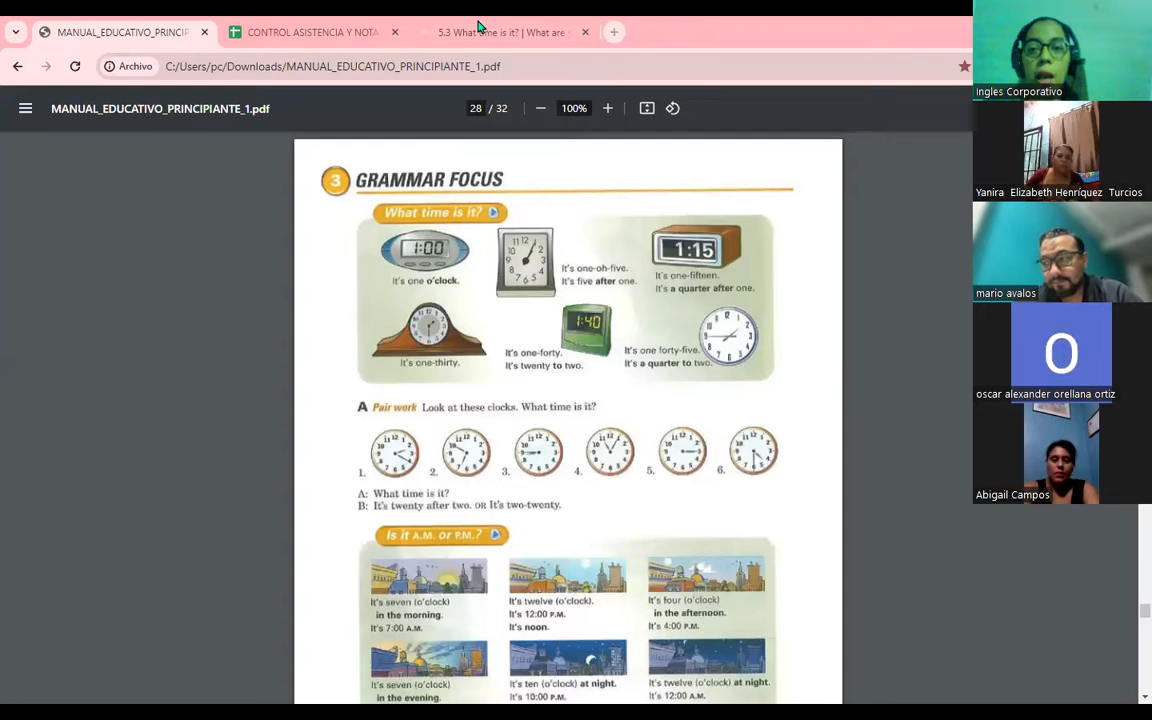 MANUAL_EDUCATIVO_PRINCIP
CONTROL ASISTENCIA Y NOTA
5.3 What time is it? | What are
Archivo
C:/Users/pc/Downloads/MANUAL_EDUCATIVO_PRINCIPIANTE_1.pdf
MANUAL_EDUCATIVO_PRINCIPIANTE_1.pdf
28 / 32
100%
3 GRAMMAR FOCUS
What time is it?
1:00
It's one o'clock.
It's one-oh-five.
It's five after one.
1:15
It's one-fifteen.
It's a quarter after one.
It's one-thirty.
1:40
It's one-forty.
It's twenty to two.
It's one forty-five.
It's a quarter to two.
A Pair work Look at these clocks. What time is it?
1. 2. 3. 4. 5. 6.
A: What time is it?
B: It's twenty after two. OR It's two-twenty.
Is it A.M. or P.M.?
It's seven (o'clock)
in the morning.
It's 7:00 A.M.
It's twelve (o'clock).
It's 12:00 P.M.
It's noon.
It's four (o'clock)
in the afternoon.
It's 4:00 P.M.
It's seven (o'clock)
in the evening.
It's ten (o'clock) at night.
It's 10:00 P.M.
It's twelve (o'clock) at night.
It's 12:00 A.M.
Ingles Corporativo
Yanira Elizabeth Henríquez Turcios
mario avalos
O
oscar alexander orellana ortiz
Abigail Campos